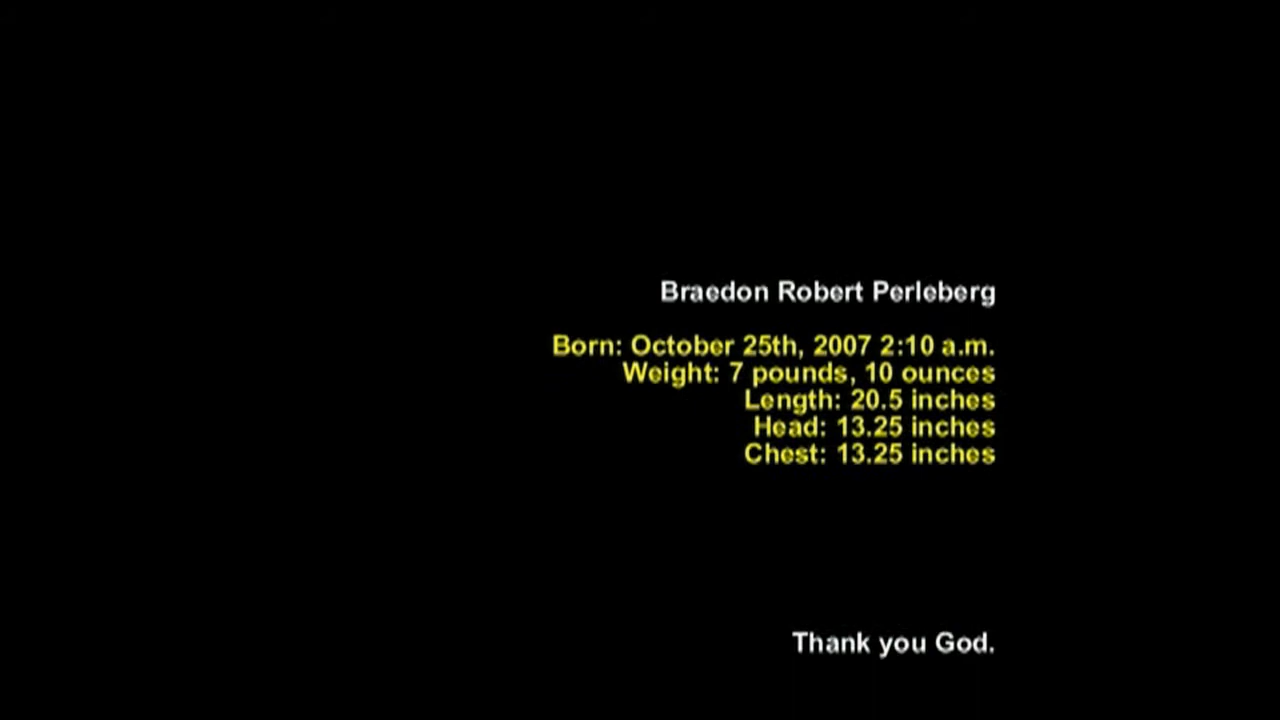 Braedon Robert Perleberg
Born: October 25th, 2007 2:10 a.m.
Weight: 7 pounds, 10 ounces
Length: 20.5 inches
Head: 13.25 inches
Chest: 13.25 inches
Thank you God.